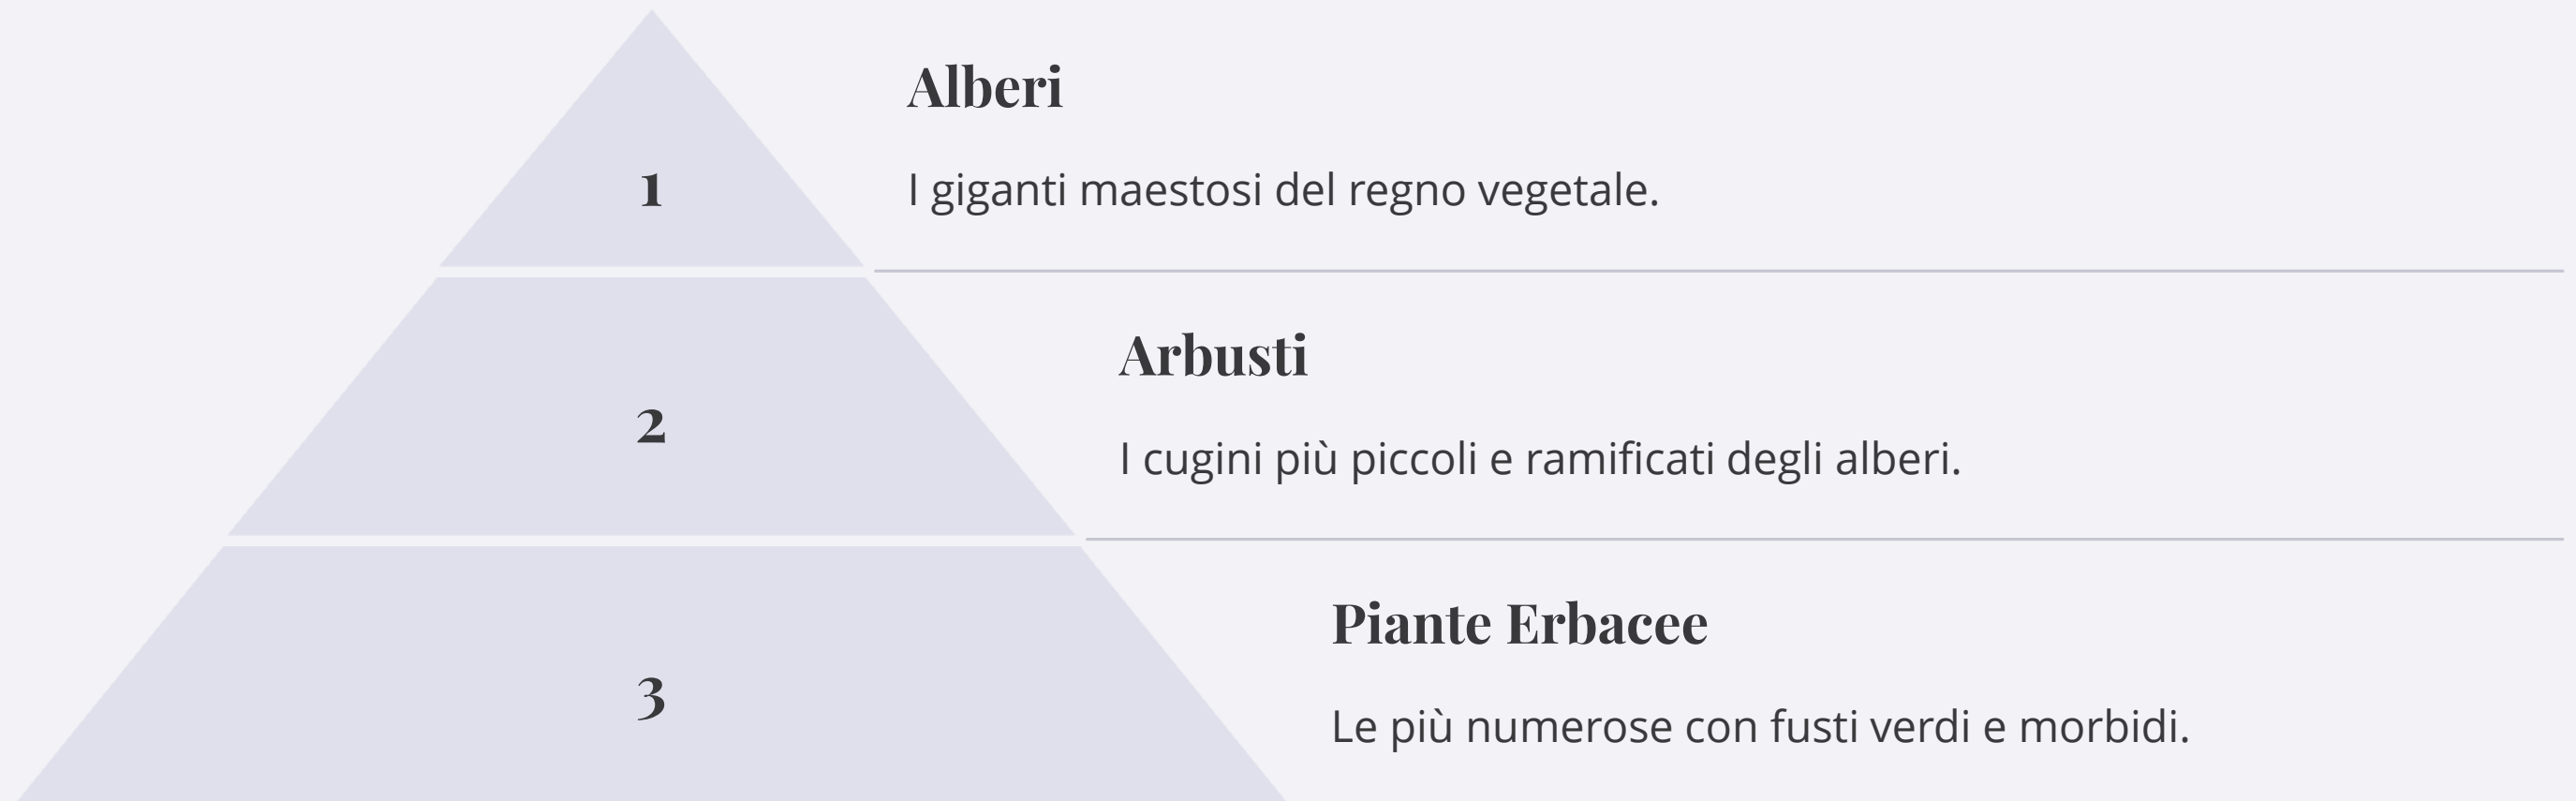 Alberi
1
I giganti maestosi del regno vegetale.
Arbusti
2
I cugini più piccoli e ramificati degli alberi.
Piante Erbacee
3
Le più numerose con fusti verdi e morbidi.